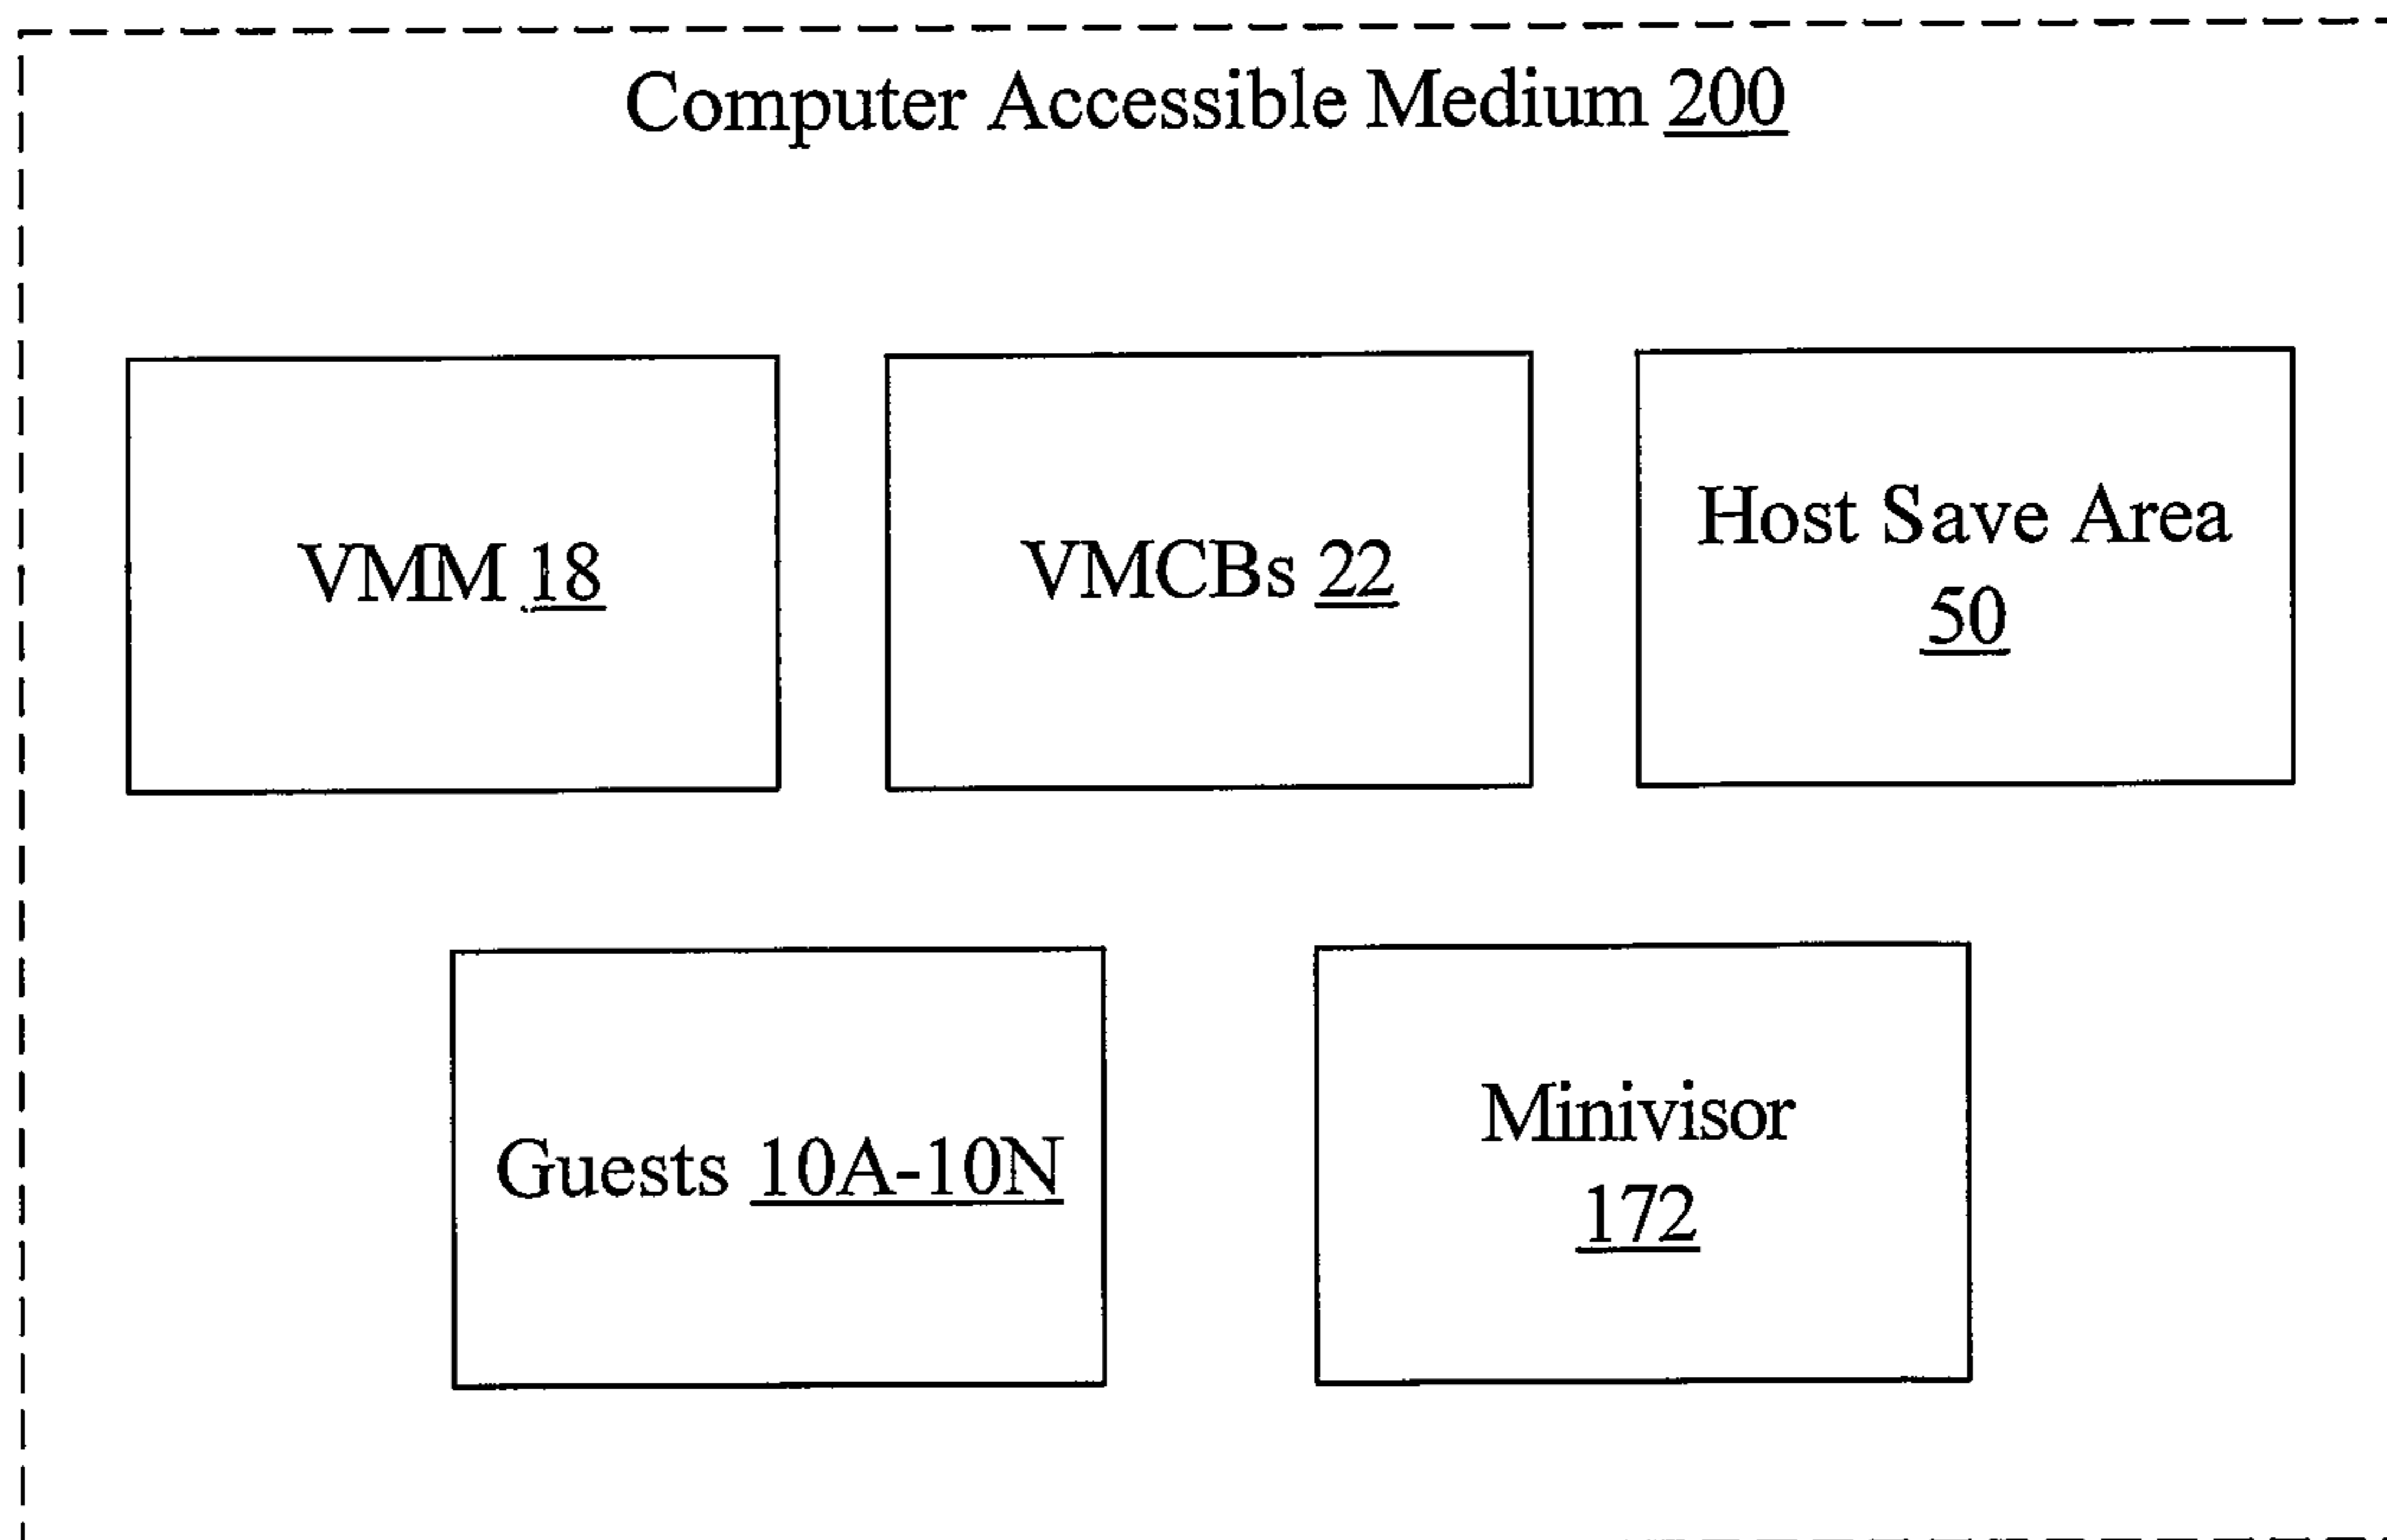 Computer Accessible Medium 200
VMM 18
VMCBs 22
Host Save Area
50
Guests 10A-10N
Minivisor
172